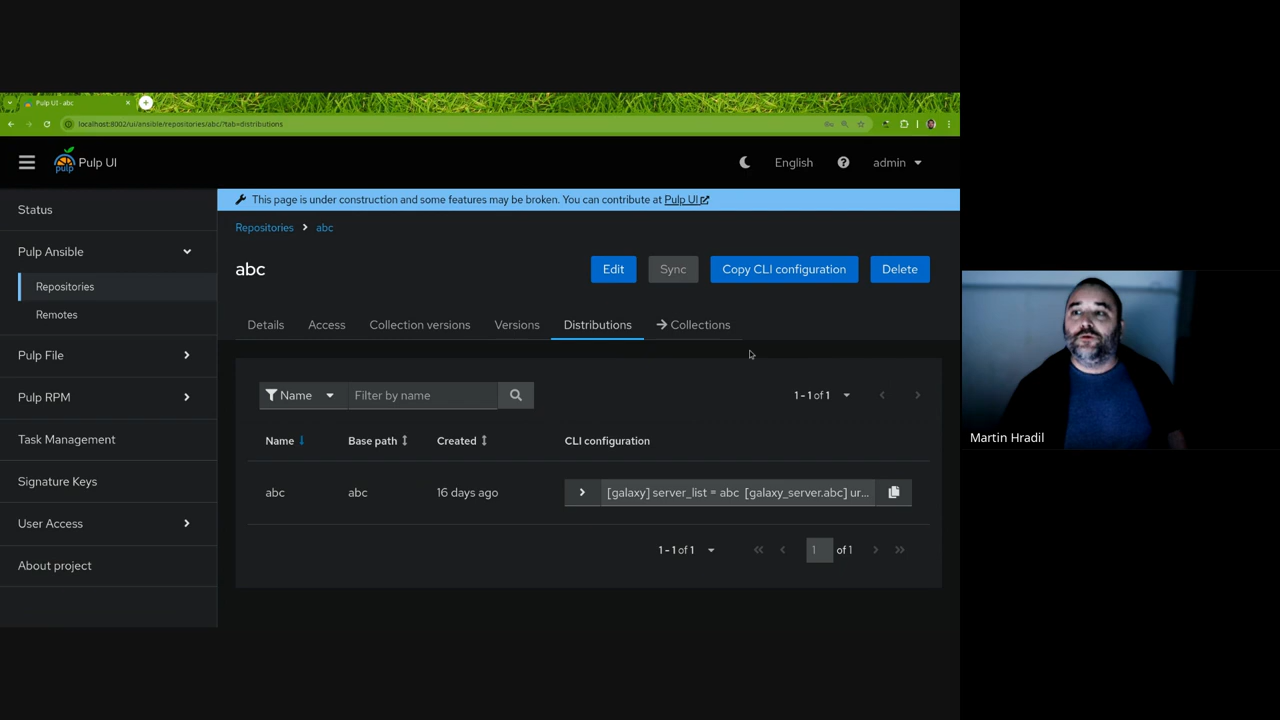 Pulp UI - abc
localhost:8002/ui/ansible/repositories/abc/?tab=distributions
pulp Pulp UI
English
admin
Status
Pulp Ansible
Repositories
Remotes
Pulp File
Pulp RPM
Task Management
Signature Keys
User Access
About project
This page is under construction and some features may be broken. You can contribute at Pulp UI
Repositories abc
abc
Edit Sync Copy CLI configuration Delete
Details Access Collection versions Versions Distributions Collections
Name Filter by name 1 - 1 of 1
Name Base path Created CLI configuration
abc abc 16 days ago [galaxy] server_list = abc [galaxy_server.abc] ur...
1 - 1 of 1 1 of 1
Martin Hradil